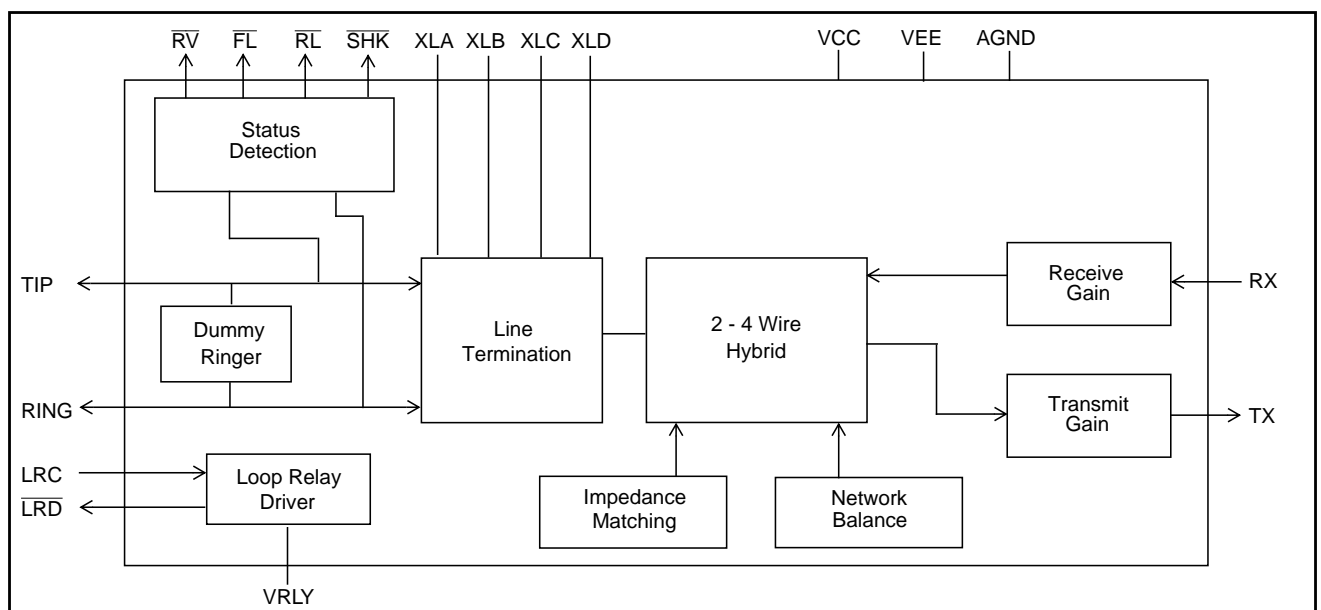 RV FL RL SHK XLA XLB XLC XLD VCC VEE AGND
Status
Detection
TIP
Dummy
Ringer
RING
Line
Termination
2 - 4 Wire
Hybrid
Receive
Gain
RX
Transmit
Gain
TX
LRC
LRD
Loop Relay
Driver
Impedance
Matching
Network
Balance
VRLY